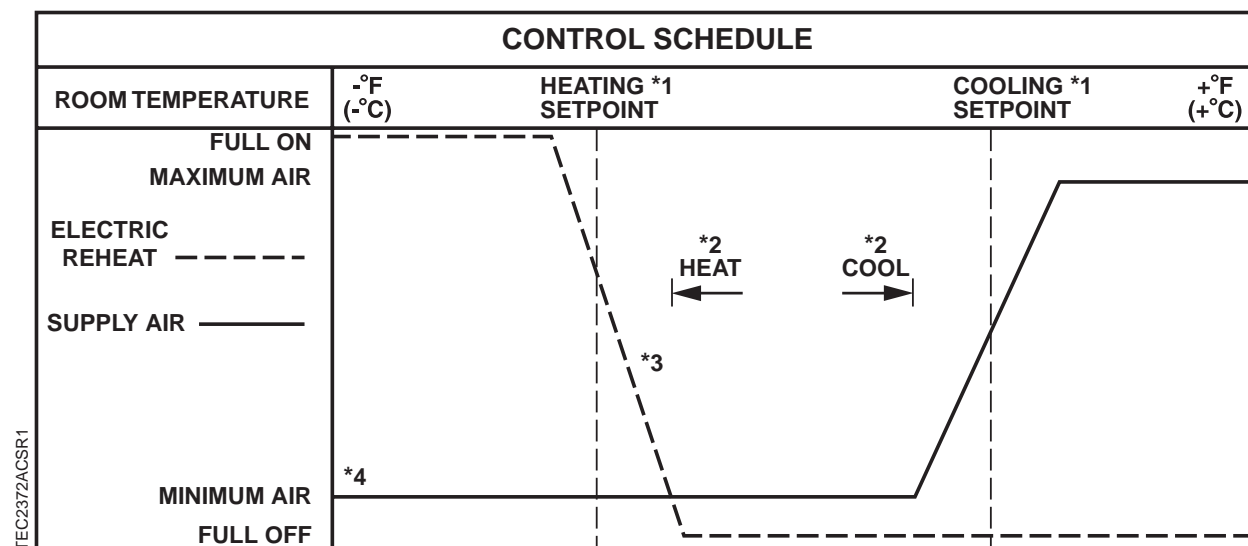 CONTROL SCHEDULE
ROOM TEMPERATURE
-°F
(-°C)
HEATING *1
SETPOINT
COOLING *1
SETPOINT
+°F
(+°C)
FULL ON
MAXIMUM AIR
ELECTRIC
REHEAT
SUPPLY AIR
*2
HEAT
*2
COOL
*3
*4
MINIMUM AIR
FULL OFF
TEC2372ACSR1